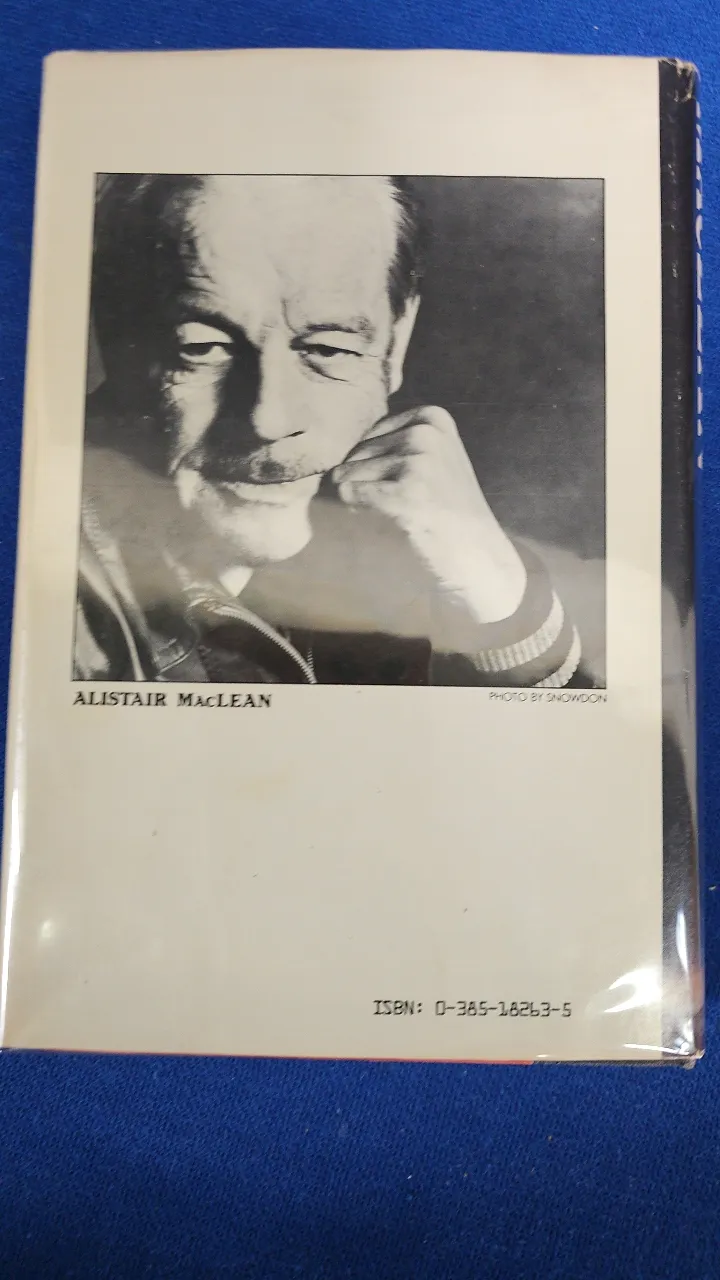 ALISTAIR MACLEAN
PHOTO BY SNOWDON
ISBN: 0-385-18263-5